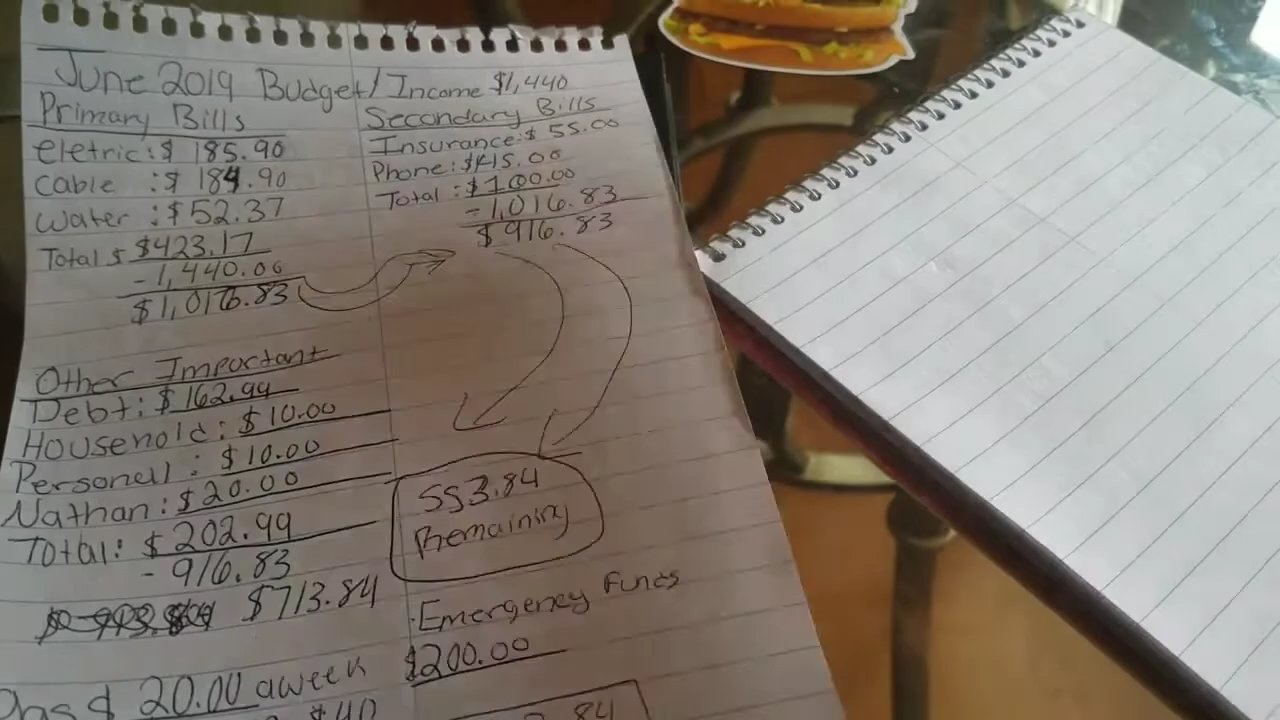 June 2019 Budget/Income $1,440
Primary Bills
eletric: $ 185.90
Cable : $ 184.90
Water : $52.37
Total $ $423.17
- 1,440.00
$1,016.83
Secondary Bills
Insurance: $ 55.00
Phone: $45.00
Total : $100.00
- 1,016.83
$916.83
Other Important
Debt: $162.99
Household: $10.00
Personell: $10.00
Nathan: $20.00
Total: $202.99
- 916.83
$713.84
553.84
Remaining
Emergency Funds
$200.00
$ 20.00 a week
$40
.84